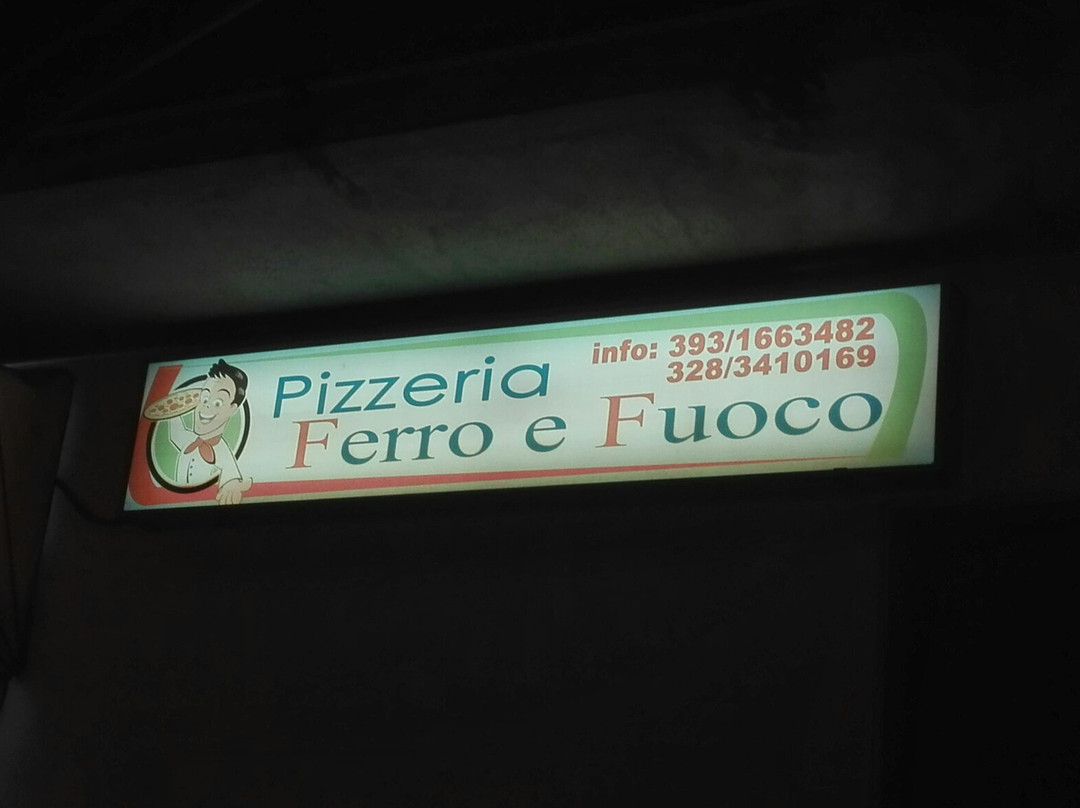 Pizzeria
Ferro e Fuoco
info: 393/1663482
328/3410169